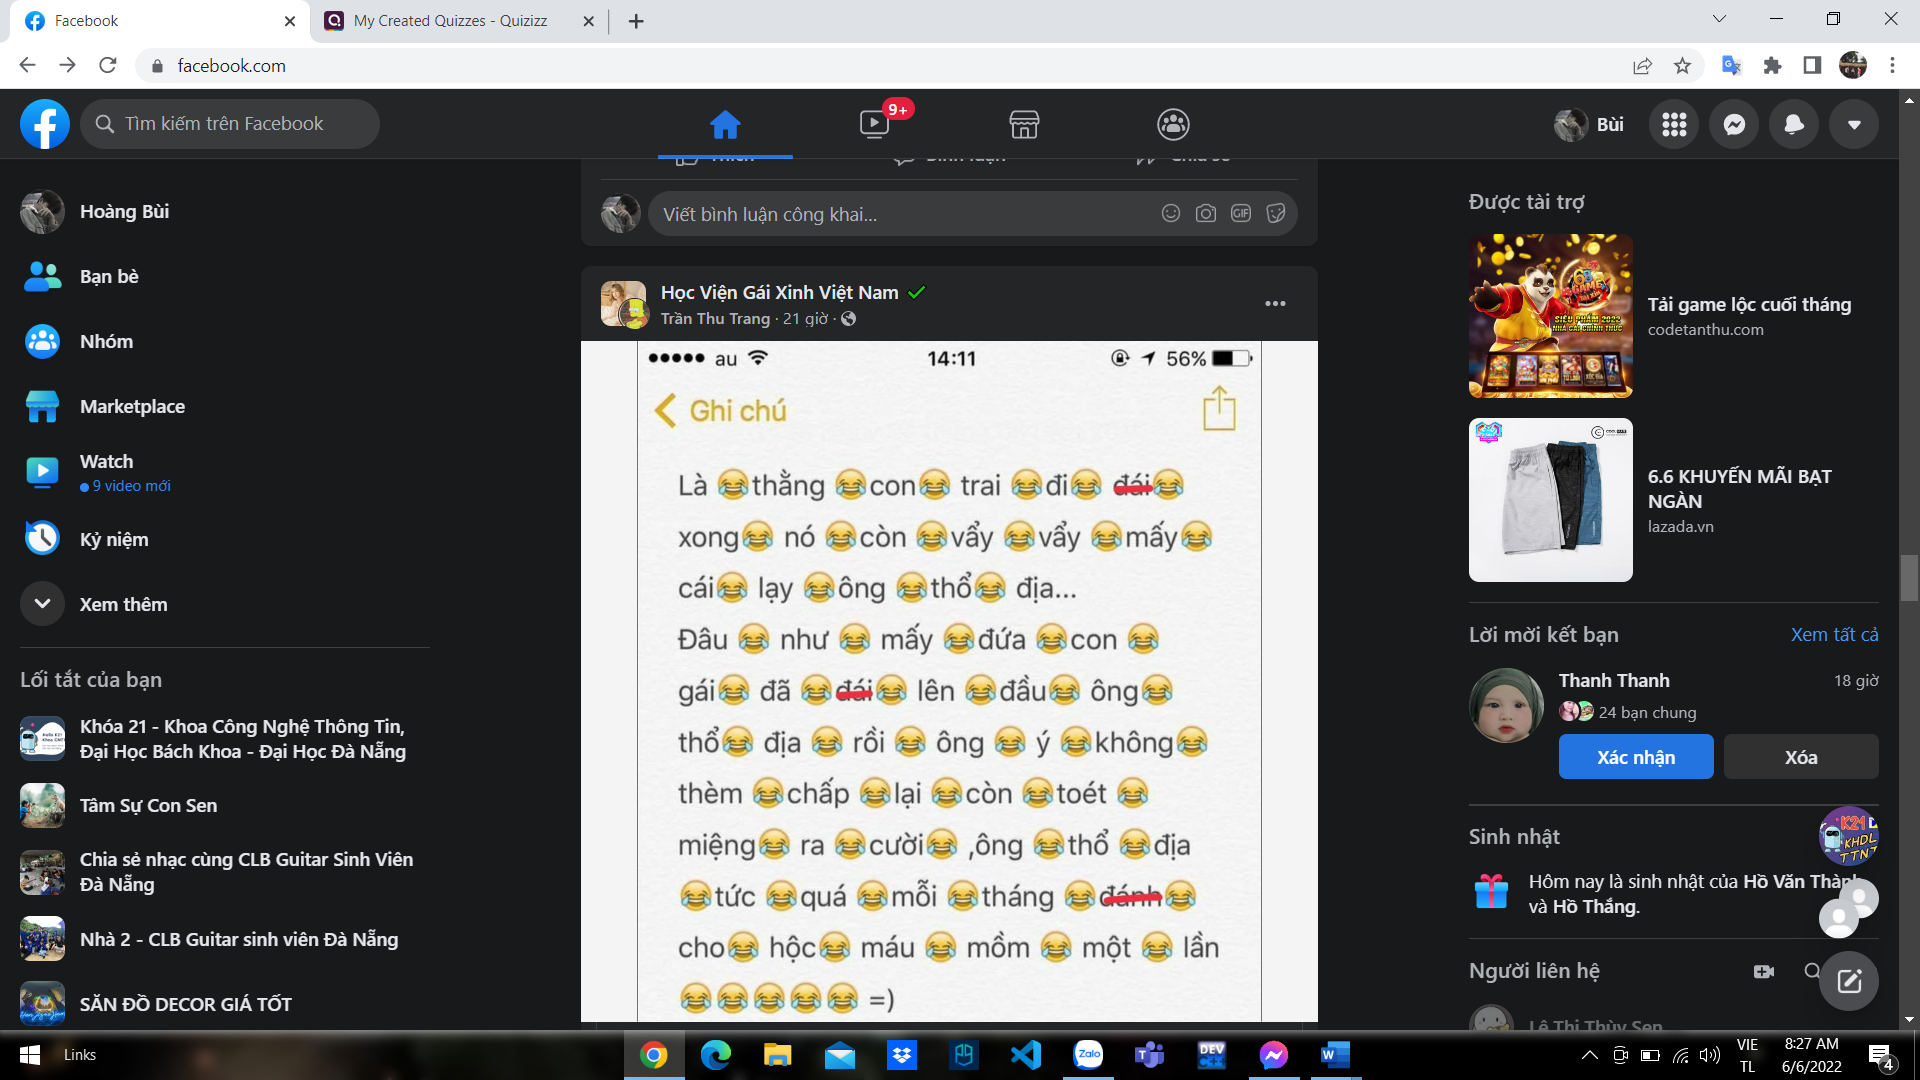 Facebook
My Created Quizzes - Quizizz
facebook.com
Tìm kiếm trên Facebook
9+
Bùi
Hoàng Bùi
Bạn bè
Nhóm
Marketplace
Watch
9 video mới
Kỷ niệm
Xem thêm
Lối tắt của bạn
Khóa 21 - Khoa Công Nghệ Thông Tin,
Đại Học Bách Khoa - Đại Học Đà Nẵng
Tâm Sự Con Sen
Chia sẻ nhạc cùng CLB Guitar Sinh Viên
Đà Nẵng
Nhà 2 - CLB Guitar sinh viên Đà Nẵng
SĂN ĐỒ DECOR GIÁ TỐT
Viết bình luận công khai...
GIF
Học Viện Gái Xinh Việt Nam
Trần Thu Trang · 21 giờ ·
au 14:11 56%
Ghi chú
Là 😂thằng 😂con😂 trai 😂đi😂 đái😂
xong😂 nó 😂còn 😂vẩy 😂vẩy 😂mấy😂
cái😂 lạy 😂ông 😂thổ😂 địa...
Đâu 😂 như 😂 mấy 😂đứa 😂con 😂
gái😂 đã 😂đái😂 lên 😂đầu😂 ông😂
thổ😂 địa 😂 rồi 😂 ông 😂 ý 😂không😂
thèm 😂chấp 😂lại 😂còn 😂toét 😂
miệng😂 ra 😂cười😂 ,ông 😂thổ 😂địa
😂tức 😂quá 😂mỗi 😂tháng 😂đánh😂
cho😂 hộc😂 máu 😂 mồm 😂 một 😂 lần
😂😂😂😂😂 =)
Được tài trợ
Tải game lộc cuối tháng
codetanthu.com
6.6 KHUYẾN MÃI BẠT
NGÀN
lazada.vn
Lời mời kết bạn
Xem tất cả
Thanh Thanh
18 giờ
24 bạn chung
Xác nhận
Xóa
Sinh nhật
K21
KHDL
Hôm nay là sinh nhật của Hồ Văn Thành
và Hồ Thắng.
Người liên hệ
Lê Thị Thùy Sen
Links
Zalo
DEV
VIE
TL
8:27 AM
6/6/2022
4